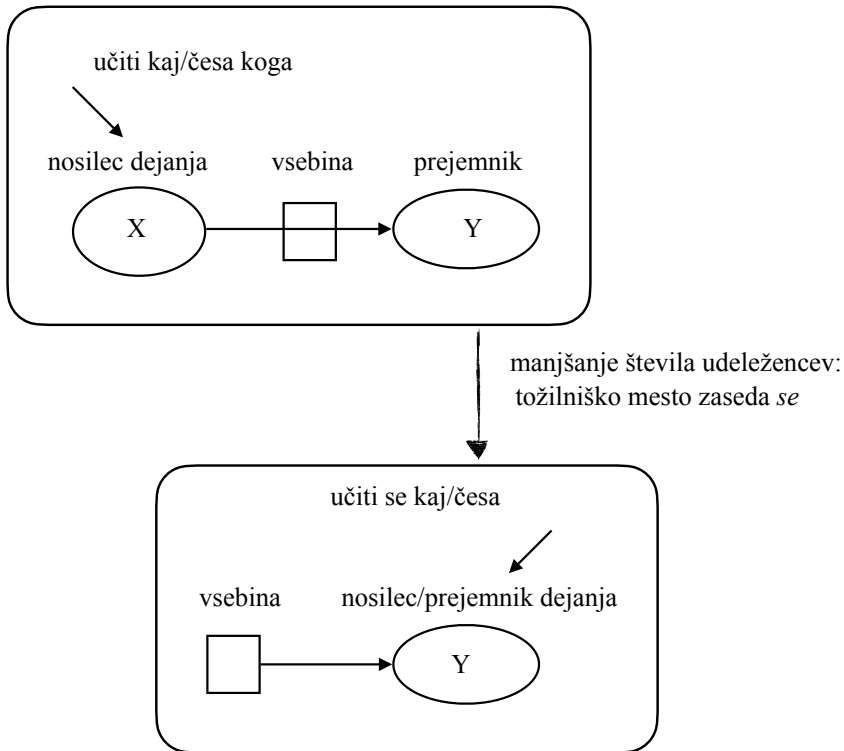 učiti kaj/česa koga
nosilec dejanja vsebina prejemnik
X Y
manjšanje števila udeležencev:
tožilniško mesto zaseda se
učiti se kaj/česa
vsebina nosilec/prejemnik dejanja
Y